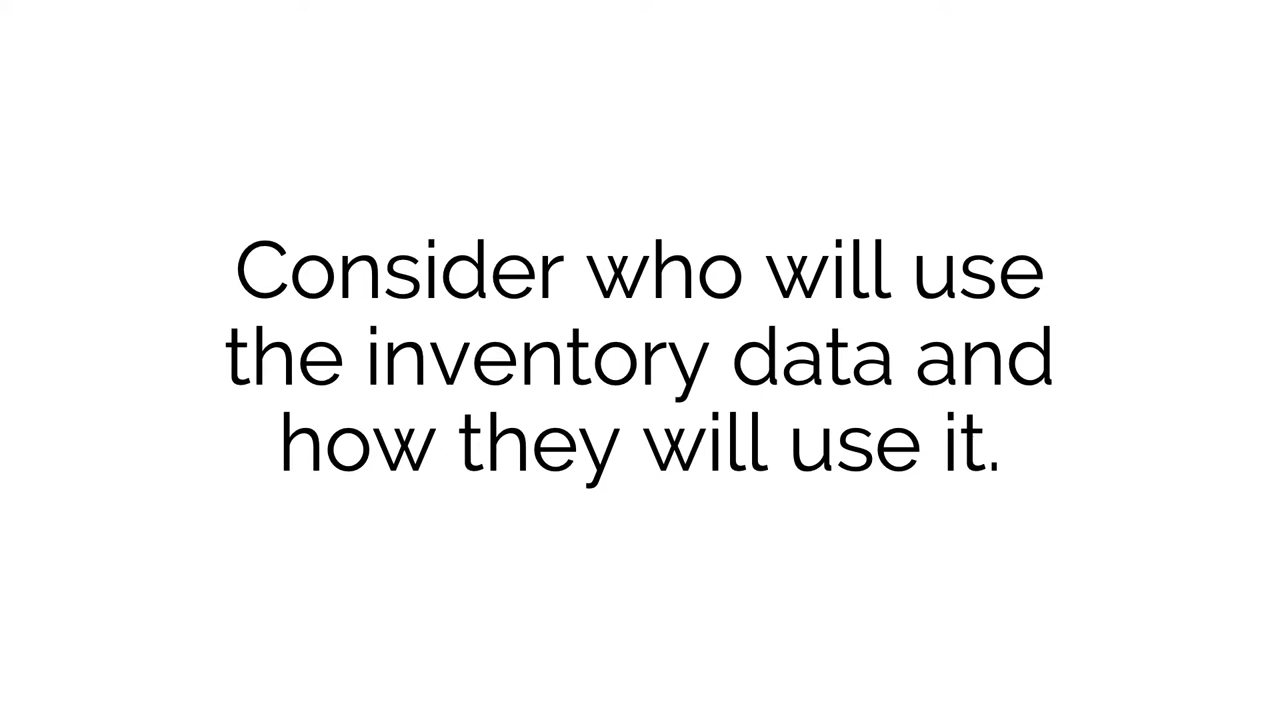 Consider who will use
the inventory data and
how they will use it.